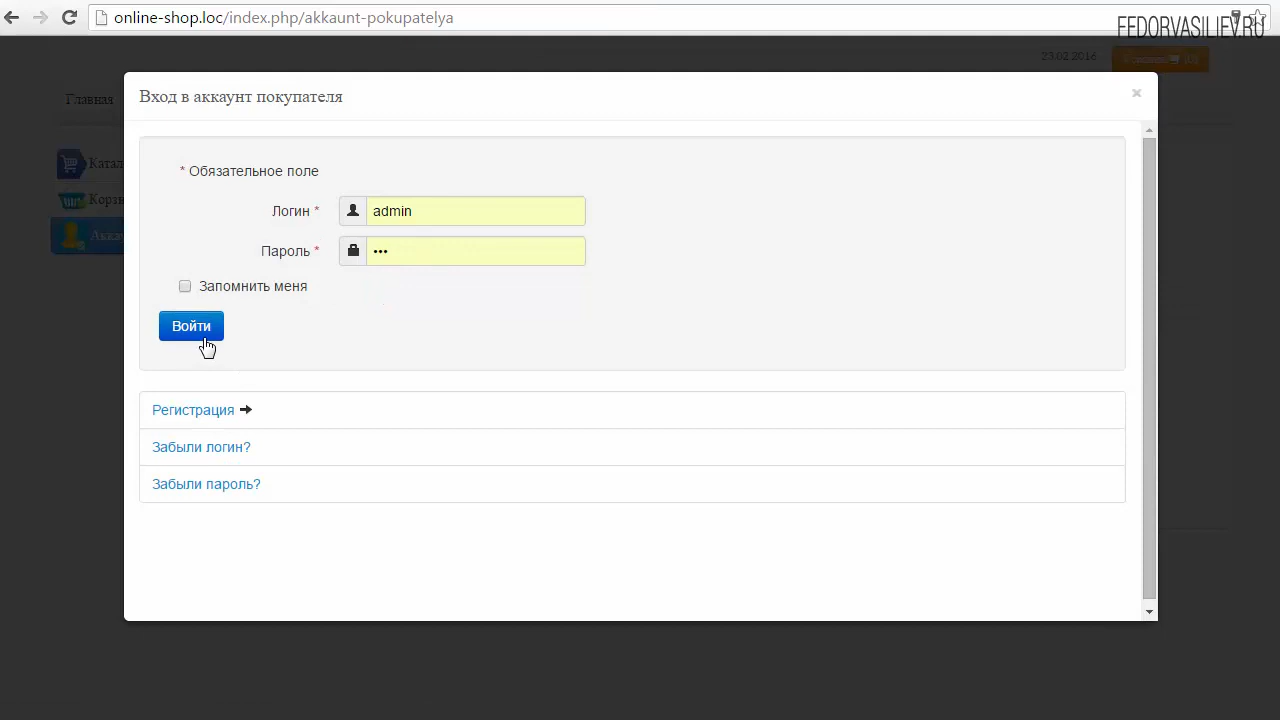 online-shop.loc/index.php/akkaunt-pokupatelya
FEDORVASILIEV.RU
23.02.2016
Главная
Вход в аккаунт покупателя
×
* Обязательное поле
Логин *
admin
Пароль *
•••
Запомнить меня
Войти
Регистрация
Забыли логин?
Забыли пароль?